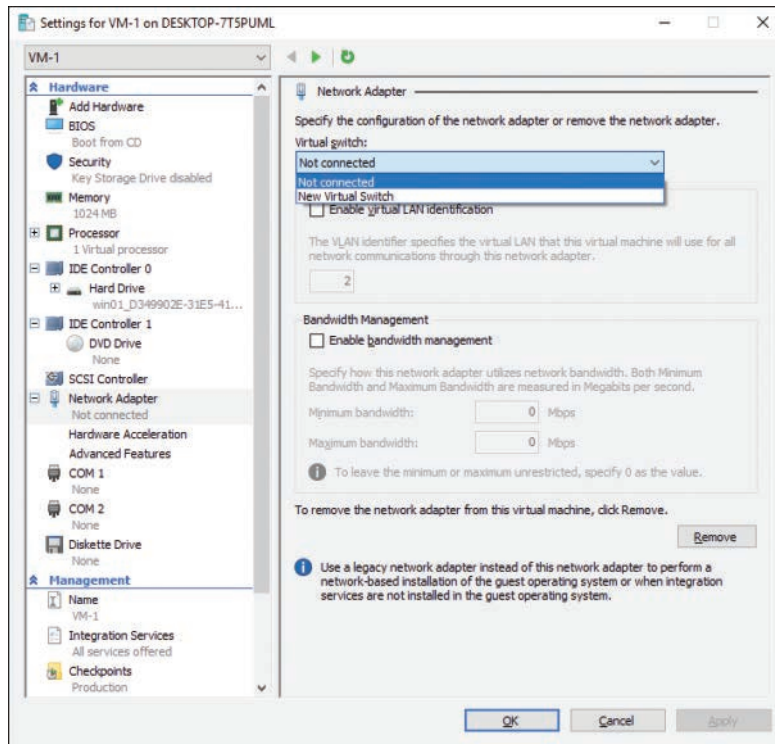 Settings for VM-1 on DESKTOP-7T5PUML
VM-1
Hardware
Add Hardware
BIOS
Boot from CD
Security
Key Storage Drive disabled
Memory
1024 MB
Processor
1 Virtual processor
IDE Controller 0
Hard Drive
win01_D349902E-31E5-41...
IDE Controller 1
DVD Drive
None
SCSI Controller
Network Adapter
Not connected
Hardware Acceleration
Advanced Features
COM 1
None
COM 2
None
Diskette Drive
None
Management
Name
VM-1
Integration Services
All services offered
Checkpoints
Production
Network Adapter
Specify the configuration of the network adapter or remove the network adapter.
Virtual switch:
Not connected
Not connected
New Virtual Switch
Enable virtual LAN identification
The VLAN identifier specifies the virtual LAN that this virtual machine will use for all
network communications through this network adapter.
2
Bandwidth Management
Enable bandwidth management
Specify how this network adapter utilizes network bandwidth. Both Minimum
Bandwidth and Maximum Bandwidth are measured in Megabits per second.
Minimum bandwidth: 0 Mbps
Maximum bandwidth: 0 Mbps
To leave the minimum or maximum unrestricted, specify 0 as the value.
To remove the network adapter from this virtual machine, click Remove.
Remove
Use a legacy network adapter instead of this network adapter to perform a
network-based installation of the guest operating system or when integration
services are not installed in the guest operating system.
OK Cancel Apply